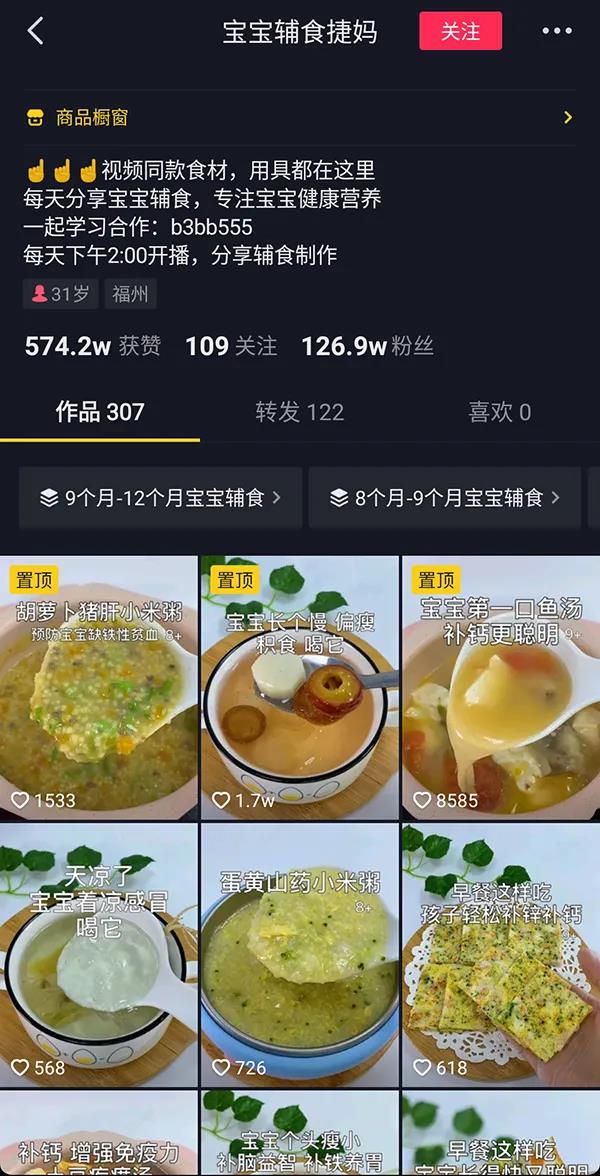 宝宝辅食捷妈
关注
商品橱窗
☝☝☝视频同款食材，用具都在这里
每天分享宝宝辅食，专注宝宝健康营养
一起学习合作：b3bb555
每天下午2:00开播，分享辅食制作
31岁 福州
574.2w 获赞 109 关注 126.9w 粉丝
作品 307 转发 122 喜欢 0
9个月-12个月宝宝辅食
8个月-9个月宝宝辅食
置顶
胡萝卜猪肝小米粥
预防宝宝缺铁性贫血 8+
1533
置顶
宝宝长个慢 偏瘦
积食 喝它
1.7w
置顶
宝宝第一口鱼汤
补钙更聪明 9+
8585
天凉了
宝宝着凉感冒
喝它
568
蛋黄山药小米粥
8+
726
早餐这样吃
孩子轻松补锌补钙
618
补钙 增强免疫力
宝宝个头瘦小
补脑益智 补铁养胃
早餐这样吃